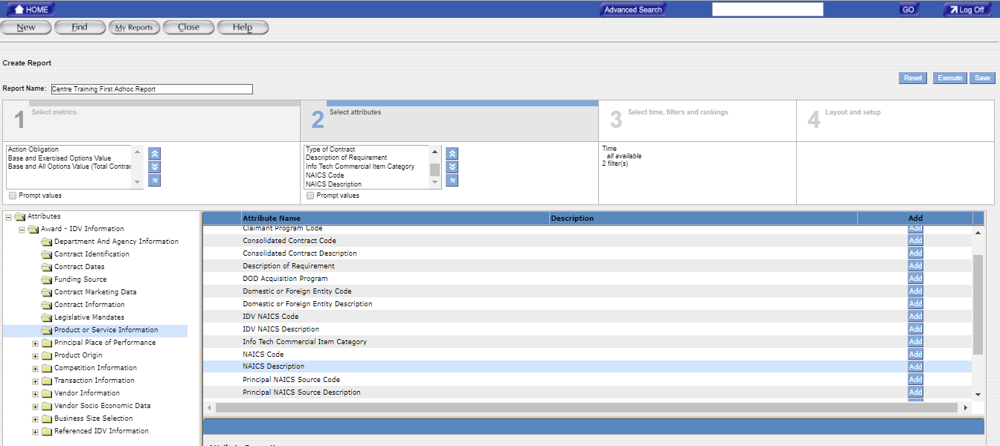 HOME
Advanced Search
GO
Log Off
New
Find
My Reports
Close
Help
Create Report
Reset
Execute
Save
Report Name:
Centre Training First Adhoc Report
1
Select metrics
2
Select attributes
3
Select time, filters and rankings
4
Layout and setup
Action Obligation
Base and Exercised Options Value
Base and All Options Value (Total Contrac
Prompt values
Type of Contract
Description of Requirement
Info Tech Commercial Item Category
NAICS Code
NAICS Description
Prompt values
Time
all available
2 filter(s)
Attributes
Award - IDV Information
Department And Agency Information
Contract Identification
Contract Dates
Funding Source
Contract Marketing Data
Contract Information
Legislative Mandates
Product or Service Information
Principal Place of Performance
Product Origin
Competition Information
Transaction Information
Vendor Information
Vendor Socio Economic Data
Business Size Selection
Referenced IDV Information
Attribute Name Description Add
Claimant Program Code Add
Consolidated Contract Code Add
Consolidated Contract Description Add
Description of Requirement Add
DOD Acquisition Program Add
Domestic or Foreign Entity Code Add
Domestic or Foreign Entity Description Add
IDV NAICS Code Add
IDV NAICS Description Add
Info Tech Commercial Item Category Add
NAICS Code Add
NAICS Description Add
Principal NAICS Source Code Add
Principal NAICS Source Description Add